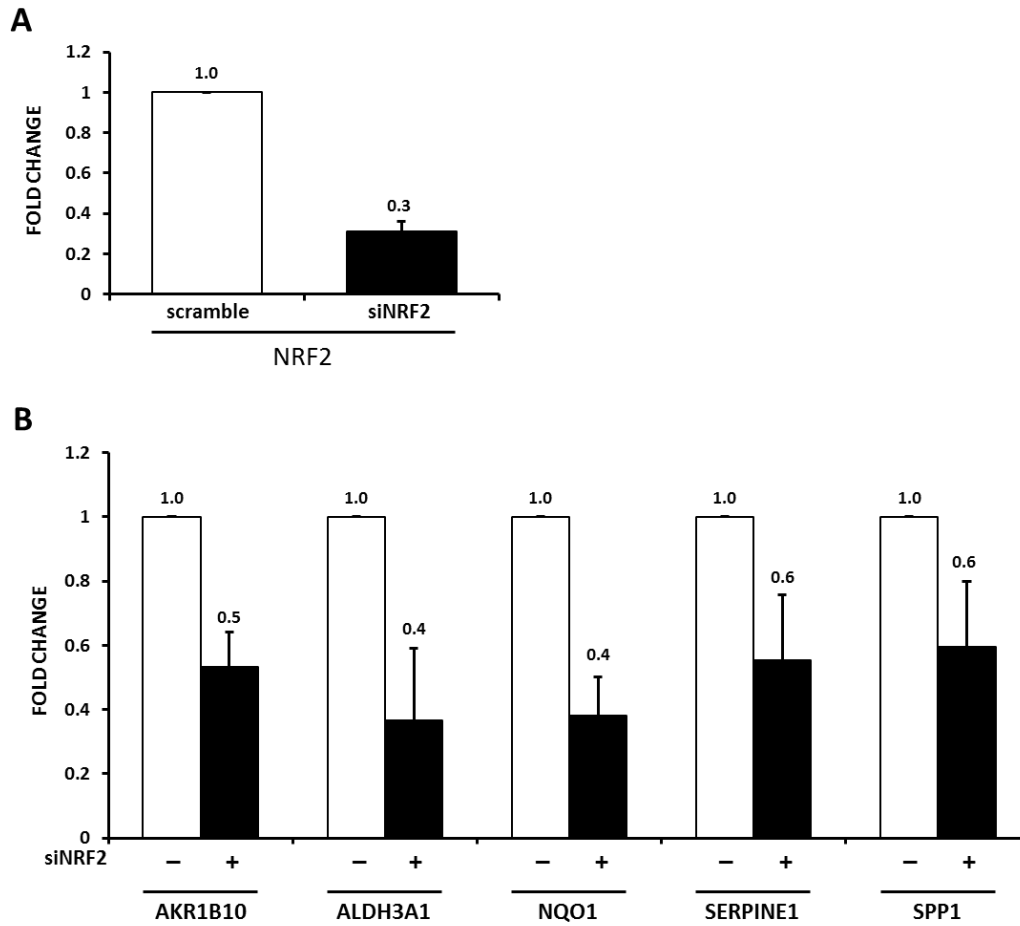 A
FOLD CHANGE
1.2
1
0.8
0.6
0.4
0.2
0
1.0
0.3
scramble siNRF2
NRF2
B
FOLD CHANGE
1.2
1
0.8
0.6
0.4
0.2
0
1.0 0.5 1.0 0.4 1.0 0.4 1.0 0.6 1.0 0.6
siNRF2 – + – + – + – + – +
AKR1B10 ALDH3A1 NQO1 SERPINE1 SPP1